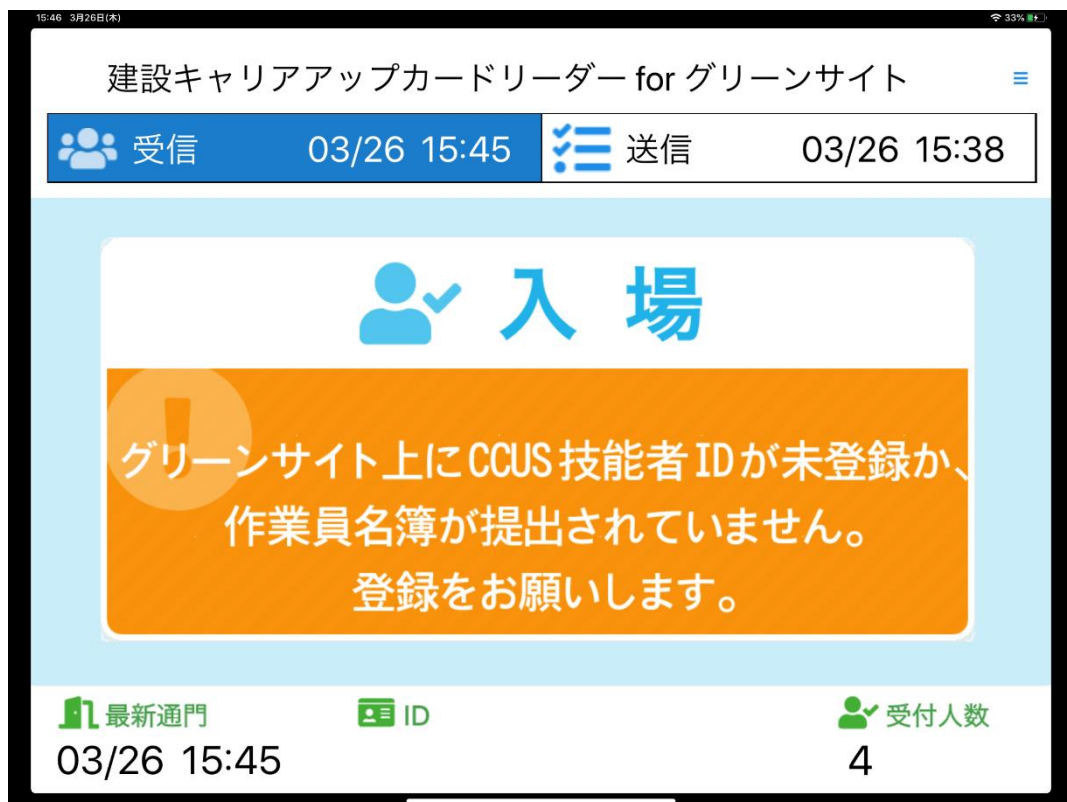 15:46 3月26日(木)
33%
建設キャリアアップカードリーダー for グリーンサイト
受信 03/26 15:45 送信 03/26 15:38
入場
グリーンサイト上にCCUS技能者IDが未登録か、
作業員名簿が提出されていません。
登録をお願いします。
最新通門 ID 受付人数
03/26 15:45 4